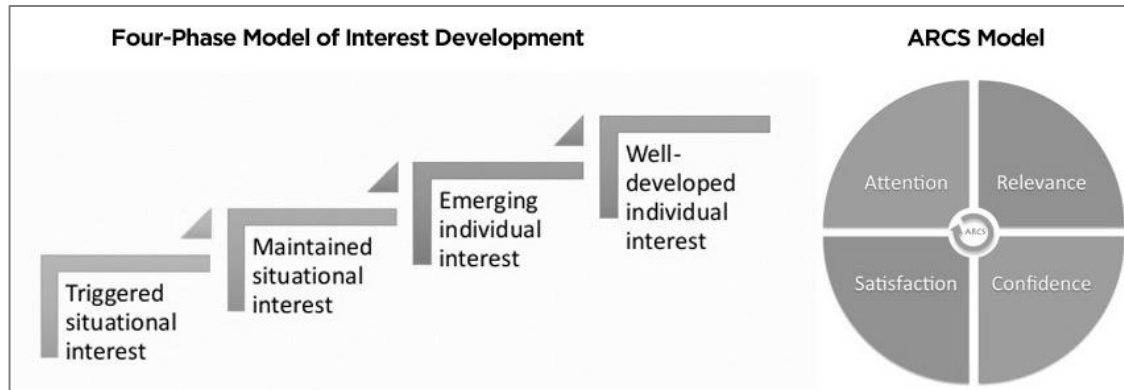 Four-Phase Model of Interest Development
Triggered
situational
interest
Maintained
situational
interest
Emerging
individual
interest
Well-
developed
individual
interest
ARCS Model
Attention
Relevance
ARCS
Satisfaction
Confidence